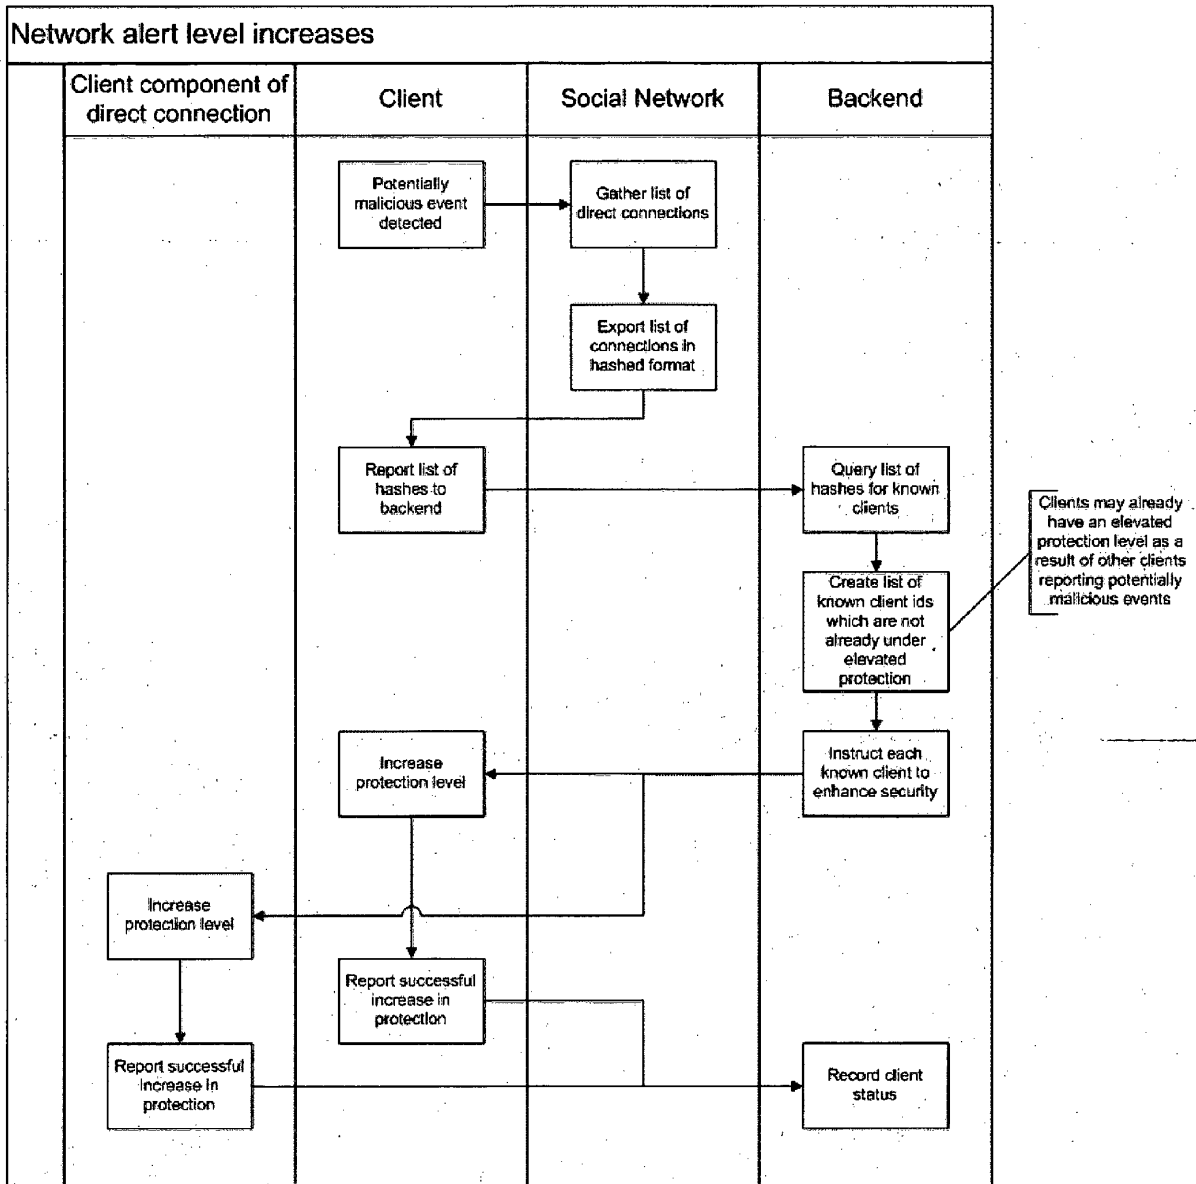 Network alert level increases
Client component of
direct connection
Client
Social Network
Backend
Potentially
malicious event
detected
Gather list of
direct connections
Export list of
connections in
hashed format
Report list of
hashes to
backend
Query list of
hashes for known
clients
Clients may already
have an elevated
protection level as a
result of other clients
reporting potentially
malicious events
Create list of
known client ids
which are not
already under
elevated
protection
Increase
protection level
Instruct each
known client to
enhance security
Increase
protection level
Report successful
increase in
protection
Report successful
increase in
protection
Record client
status